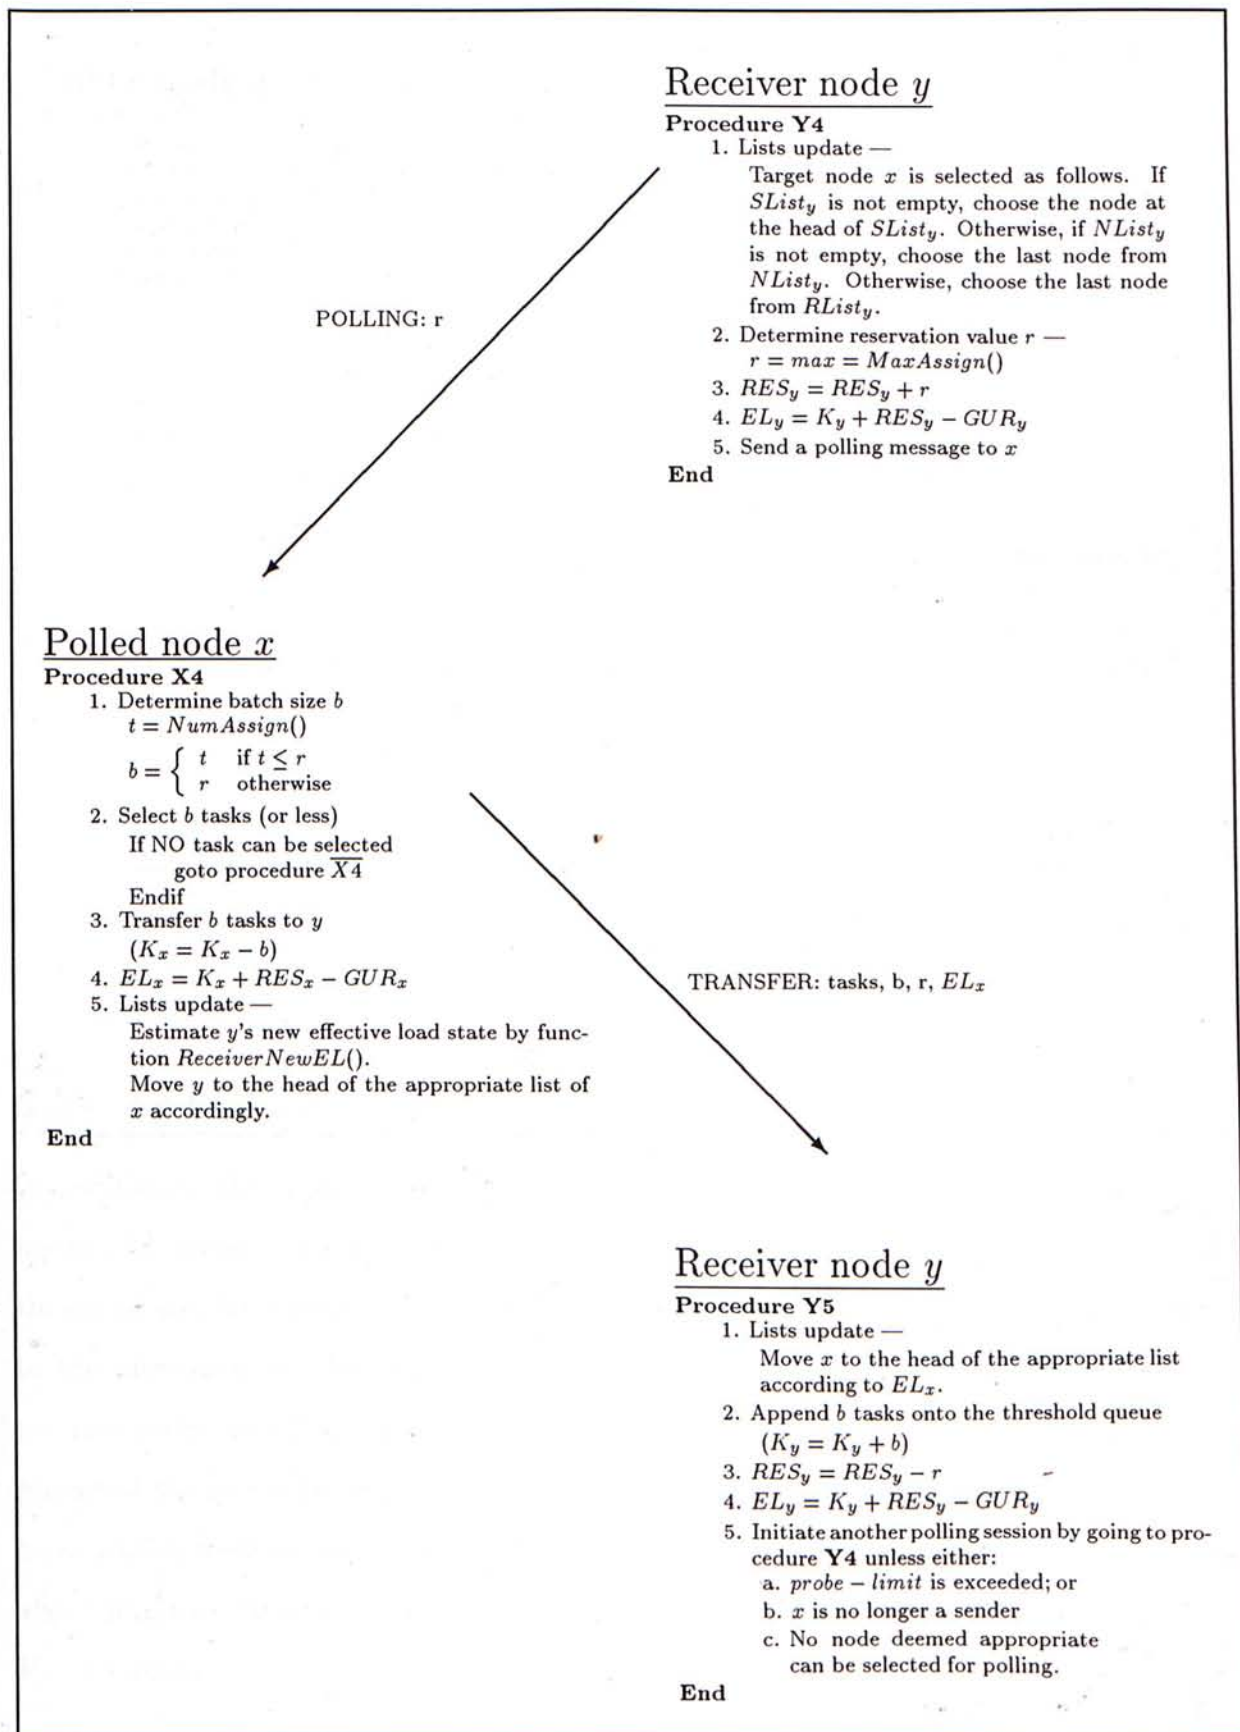 Receiver node y
Procedure Y4
1. Lists update —
Target node x is selected as follows. If
SList_y is not empty, choose the node at
the head of SList_y. Otherwise, if NList_y
is not empty, choose the last node from
NList_y. Otherwise, choose the last node
from RList_y.
2. Determine reservation value r —
r = max = MaxAssign()
3. RES_y = RES_y + r
4. EL_y = K_y + RES_y − GUR_y
5. Send a polling message to x
End
POLLING: r
Polled node x
Procedure X4
1. Determine batch size b
t = NumAssign()
b = { t if t ≤ r
r otherwise
2. Select b tasks (or less)
If NO task can be selected
goto procedure X̅4̅
Endif
3. Transfer b tasks to y
(K_x = K_x − b)
4. EL_x = K_x + RES_x − GUR_x
5. Lists update —
Estimate y's new effective load state by func-
tion ReceiverNewEL().
Move y to the head of the appropriate list of
x accordingly.
End
TRANSFER: tasks, b, r, EL_x
Receiver node y
Procedure Y5
1. Lists update —
Move x to the head of the appropriate list
according to EL_x.
2. Append b tasks onto the threshold queue
(K_y = K_y + b)
3. RES_y = RES_y − r
4. EL_y = K_y + RES_y − GUR_y
5. Initiate another polling session by going to pro-
cedure Y4 unless either:
a. probe − limit is exceeded; or
b. x is no longer a sender
c. No node deemed appropriate
can be selected for polling.
End